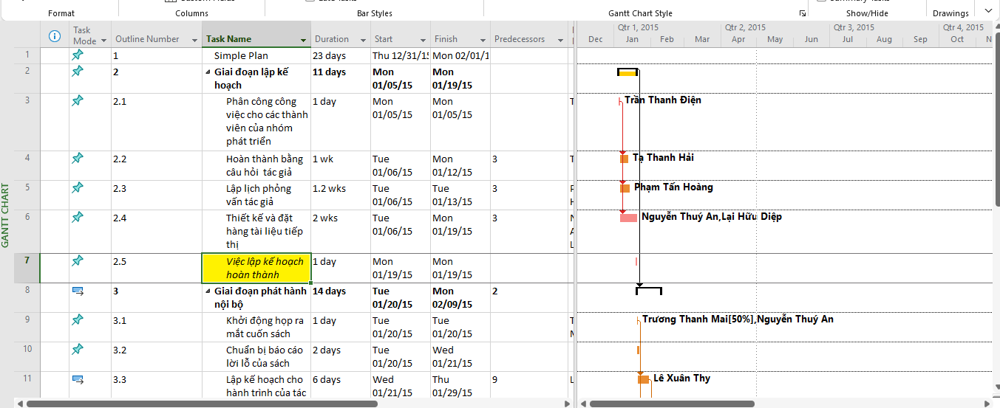 Format
Columns
Bar Styles
Gantt Chart Style
Show/Hide
Drawings
Task Mode
Outline Number
Task Name
Duration
Start
Finish
Predecessors
Qtr 1, 2015
Qtr 2, 2015
Qtr 3, 2015
Qtr 4, 2015
Dec
Jan
Feb
Mar
Apr
May
Jun
Jul
Aug
Sep
Oct
GANTT CHART
1 1 Simple Plan 23 days Thu 12/31/15 Mon 02/01/1
2 2 Giai đoạn lập kế 11 days Mon Mon
hoạch 01/05/15 01/19/15
3 2.1 Phân công công 1 day Mon Mon Trần Thanh Điện
việc cho các thành 01/05/15 01/05/15
viên của nhóm
phát triển
4 2.2 Hoàn thành bằng 1 wk Tue Mon 3 Tạ Thanh Hải
câu hỏi tác giả 01/06/15 01/12/15
5 2.3 Lập lịch phỏng 1.2 wks Tue Tue 3 Phạm Tấn Hoàng
vấn tác giả 01/06/15 01/13/15
6 2.4 Thiết kế và đặt 2 wks Tue Mon 3 Nguyễn Thuý An,Lại Hữu Diệp
hàng tài liệu tiếp 01/06/15 01/19/15
thị
7 2.5 Việc lập kế hoạch 1 day Mon Mon
hoàn thành 01/19/15 01/19/15
8 3 Giai đoạn phát hành 14 days Tue Mon 2
nội bộ 01/20/15 02/09/15
9 3.1 Khởi động họp ra 1 day Tue Tue Trương Thanh Mai[50%],Nguyễn Thuý An
mắt cuốn sách 01/20/15 01/20/15
10 3.2 Chuẩn bị báo cáo 2 days Tue Wed
lời lỗ của sách 01/20/15 01/21/15
11 3.3 Lập kế hoạch cho 6 days Wed Thu 9 Lê Xuân Thy
hành trình của tác 01/21/15 01/29/15